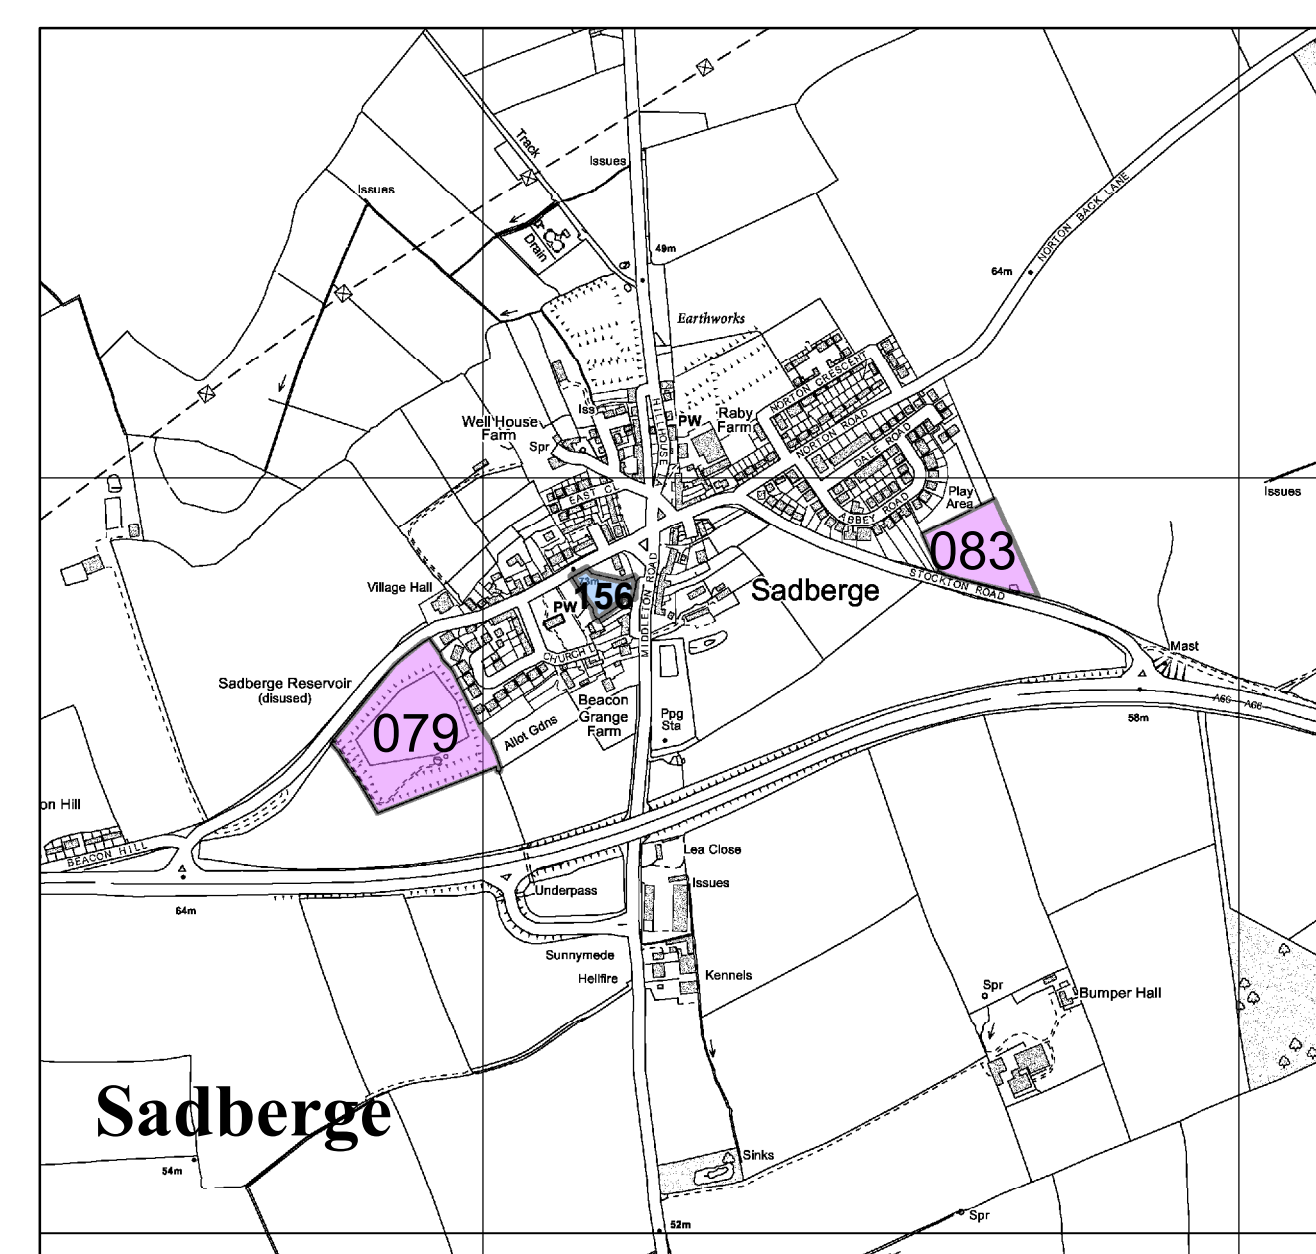 Track
Issues
Issues
Drain
49m
NORTON BACK LANE
64m
Earthworks
NORTON CRESCENT
Iss
HILLHOUSE
PW
Raby
Farm
NORTON ROAD
Well House
Farm
Spr
DALE ROAD
EAST CL
Play
Area
Issues
ABBEY ROAD
083
STOCKTON ROAD
Village Hall
73m
156
PW
Sadberge
MIDDLETON ROAD
CHURCH L
Mast
Sadberge Reservoir
(disused)
Beacon
Grange
Farm
Allot Gdns
Ppg
Sta
A66
A66
58m
079
on Hill
BEACON HILL
Lea Close
Issues
Underpass
64m
Sunnymede
Hellfire
Kennels
Spr
Bumper Hall
Sadberge
54m
Sinks
Spr
52m